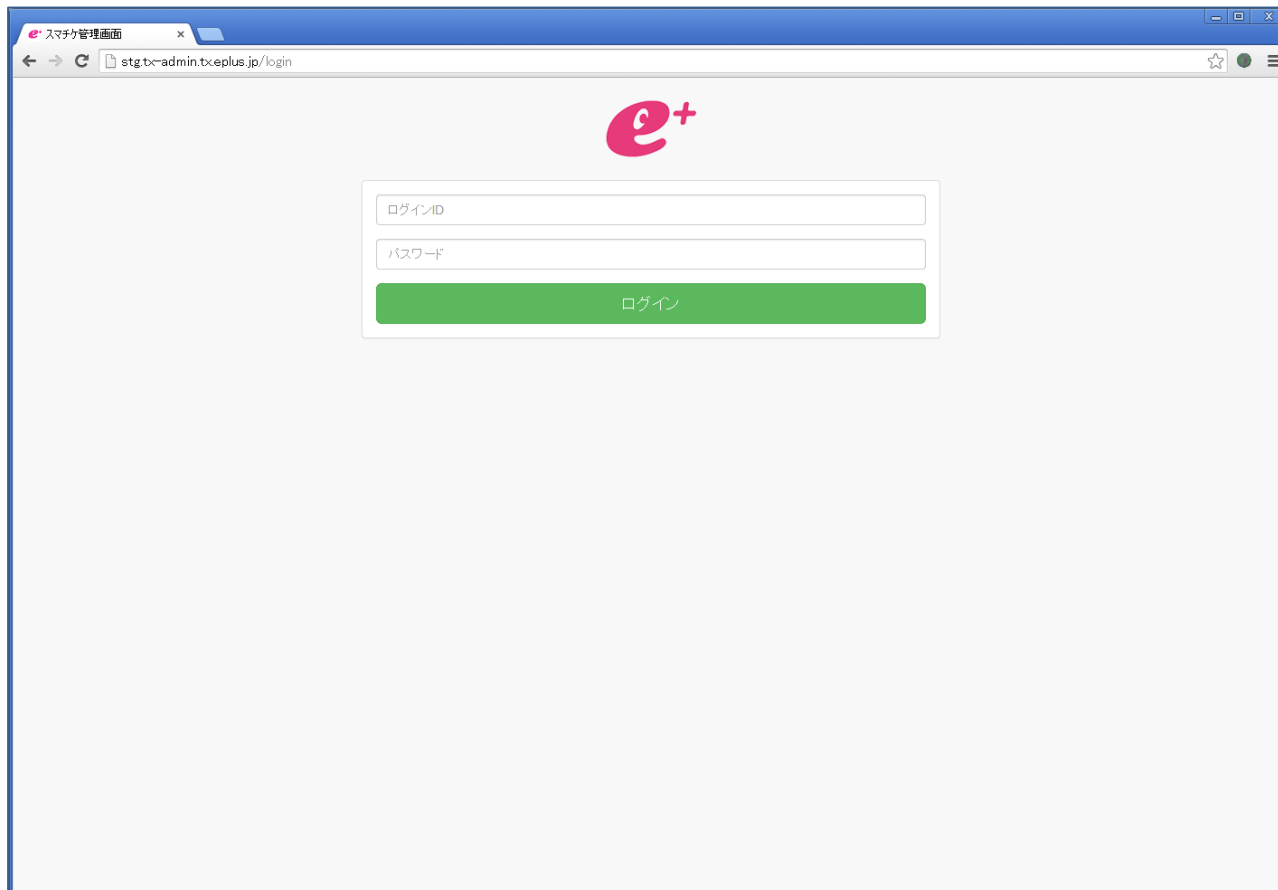 e+ スマチケ管理画面
stg.tx-admin.tx.eplus.jp/login
e+
ログインID
パスワード
ログイン